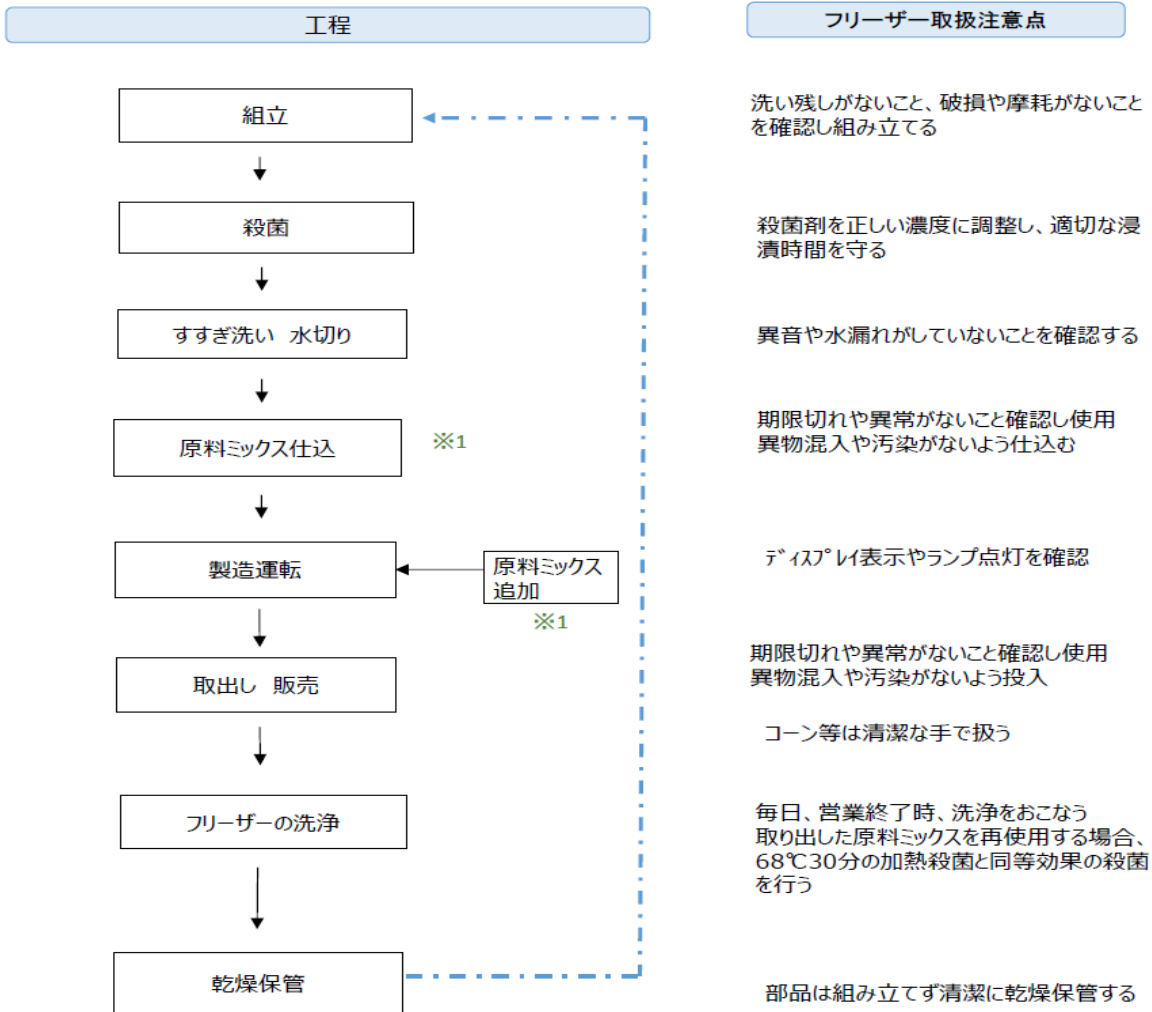 工程
フリーザー取扱注意点
組立
洗い残しがないこと、破損や摩耗がないこと
を確認し組み立てる
殺菌
殺菌剤を正しい濃度に調整し、適切な浸
漬時間を守る
すすぎ洗い 水切り
異音や水漏れがしていないことを確認する
原料ミックス仕込
※1
期限切れや異常がないこと確認し使用
異物混入や汚染がないよう仕込む
製造運転
原料ミックス
追加
※1
ディスプレイ表示やランプ点灯を確認
取出し 販売
期限切れや異常がないこと確認し使用
異物混入や汚染がないよう投入
コーン等は清潔な手で扱う
フリーザーの洗浄
毎日、営業終了時、洗浄をおこなう
取り出した原料ミックスを再使用する場合、
68℃30分の加熱殺菌と同等効果の殺菌
を行う
乾燥保管
部品は組み立てず清潔に乾燥保管する